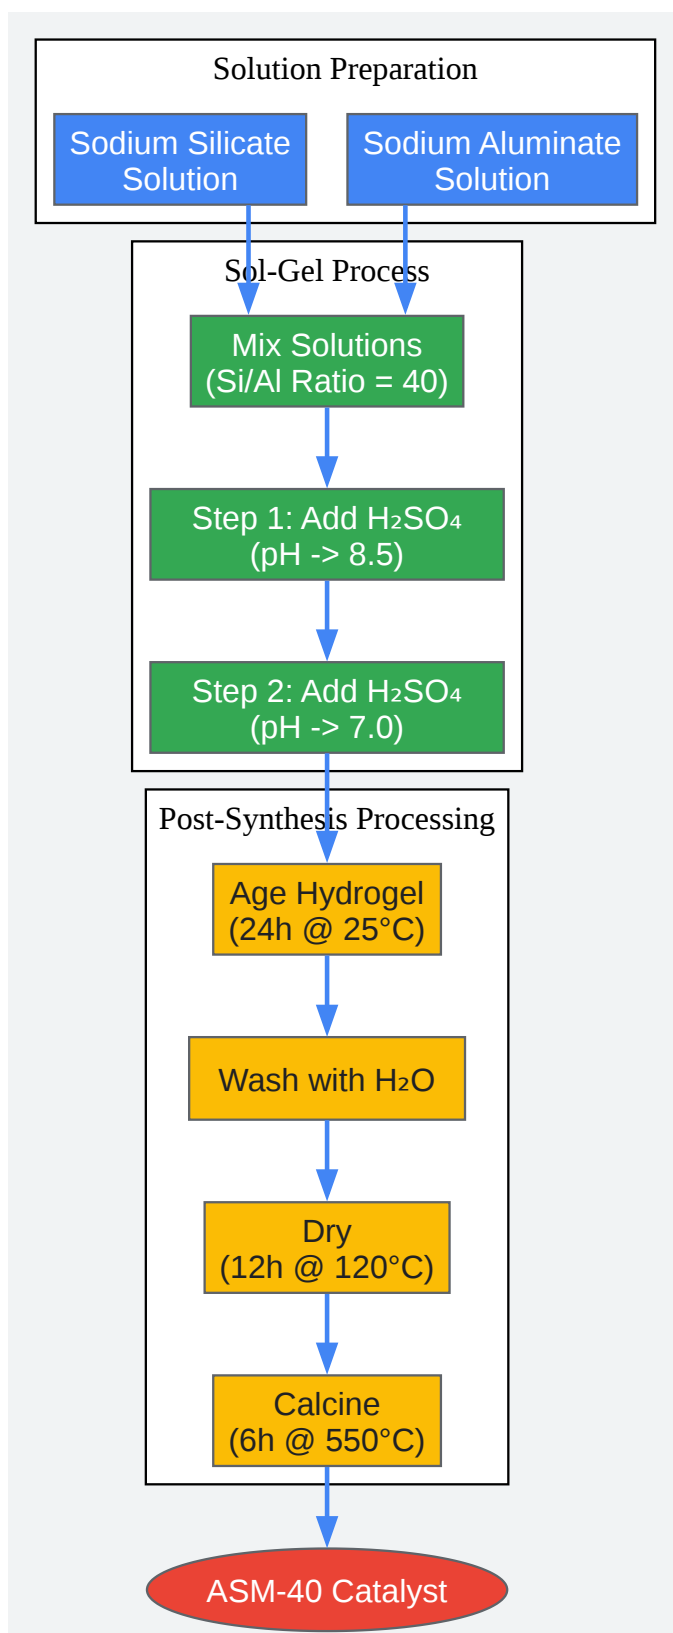 Solution Preparation
Sodium Silicate
Solution
Sodium Aluminate
Solution
Sol-Gel Process
Mix Solutions
(Si/Al Ratio = 40)
Step 1: Add H₂SO₄
(pH -> 8.5)
Step 2: Add H₂SO₄
(pH -> 7.0)
Post-Synthesis Processing
Age Hydrogel
(24h @ 25°C)
Wash with H₂O
Dry
(12h @ 120°C)
Calcine
(6h @ 550°C)
ASM-40 Catalyst